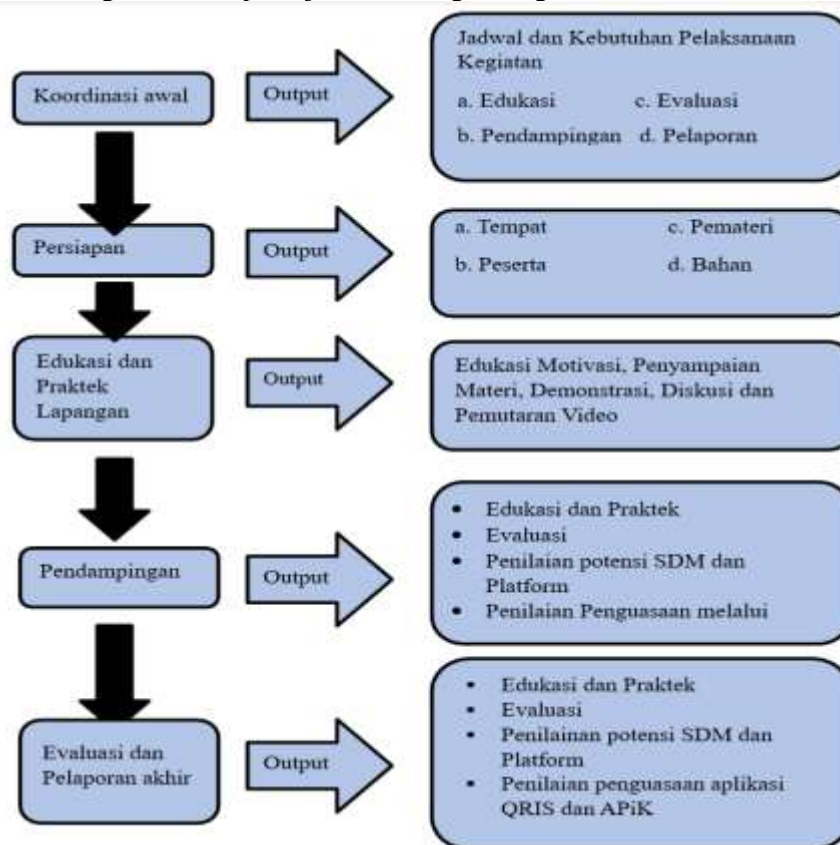 Koordinasi awal
Output
Jadwal dan Kebutuhan Pelaksanaan
Kegiatan
a. Edukasi c. Evaluasi
b. Pendampingan d. Pelaporan
Persiapan
Output
a. Tempat c. Pemateri
b. Peserta d. Bahan
Edukasi dan
Praktek
Lapangan
Output
Edukasi Motivasi, Penyampaian
Materi, Demonstrasi, Diskusi dan
Pemutaran Video
Pendampingan
Output
• Edukasi dan Praktek
• Evaluasi
• Penilaian potensi SDM dan
Platform
• Penilaian Penguasaan melalui
Evaluasi dan
Pelaporan akhir
Output
• Edukasi dan Praktek
• Evaluasi
• Penilainan potensi SDM dan
Platform
• Penilaian penguasaan aplikasi
QRIS dan APiK